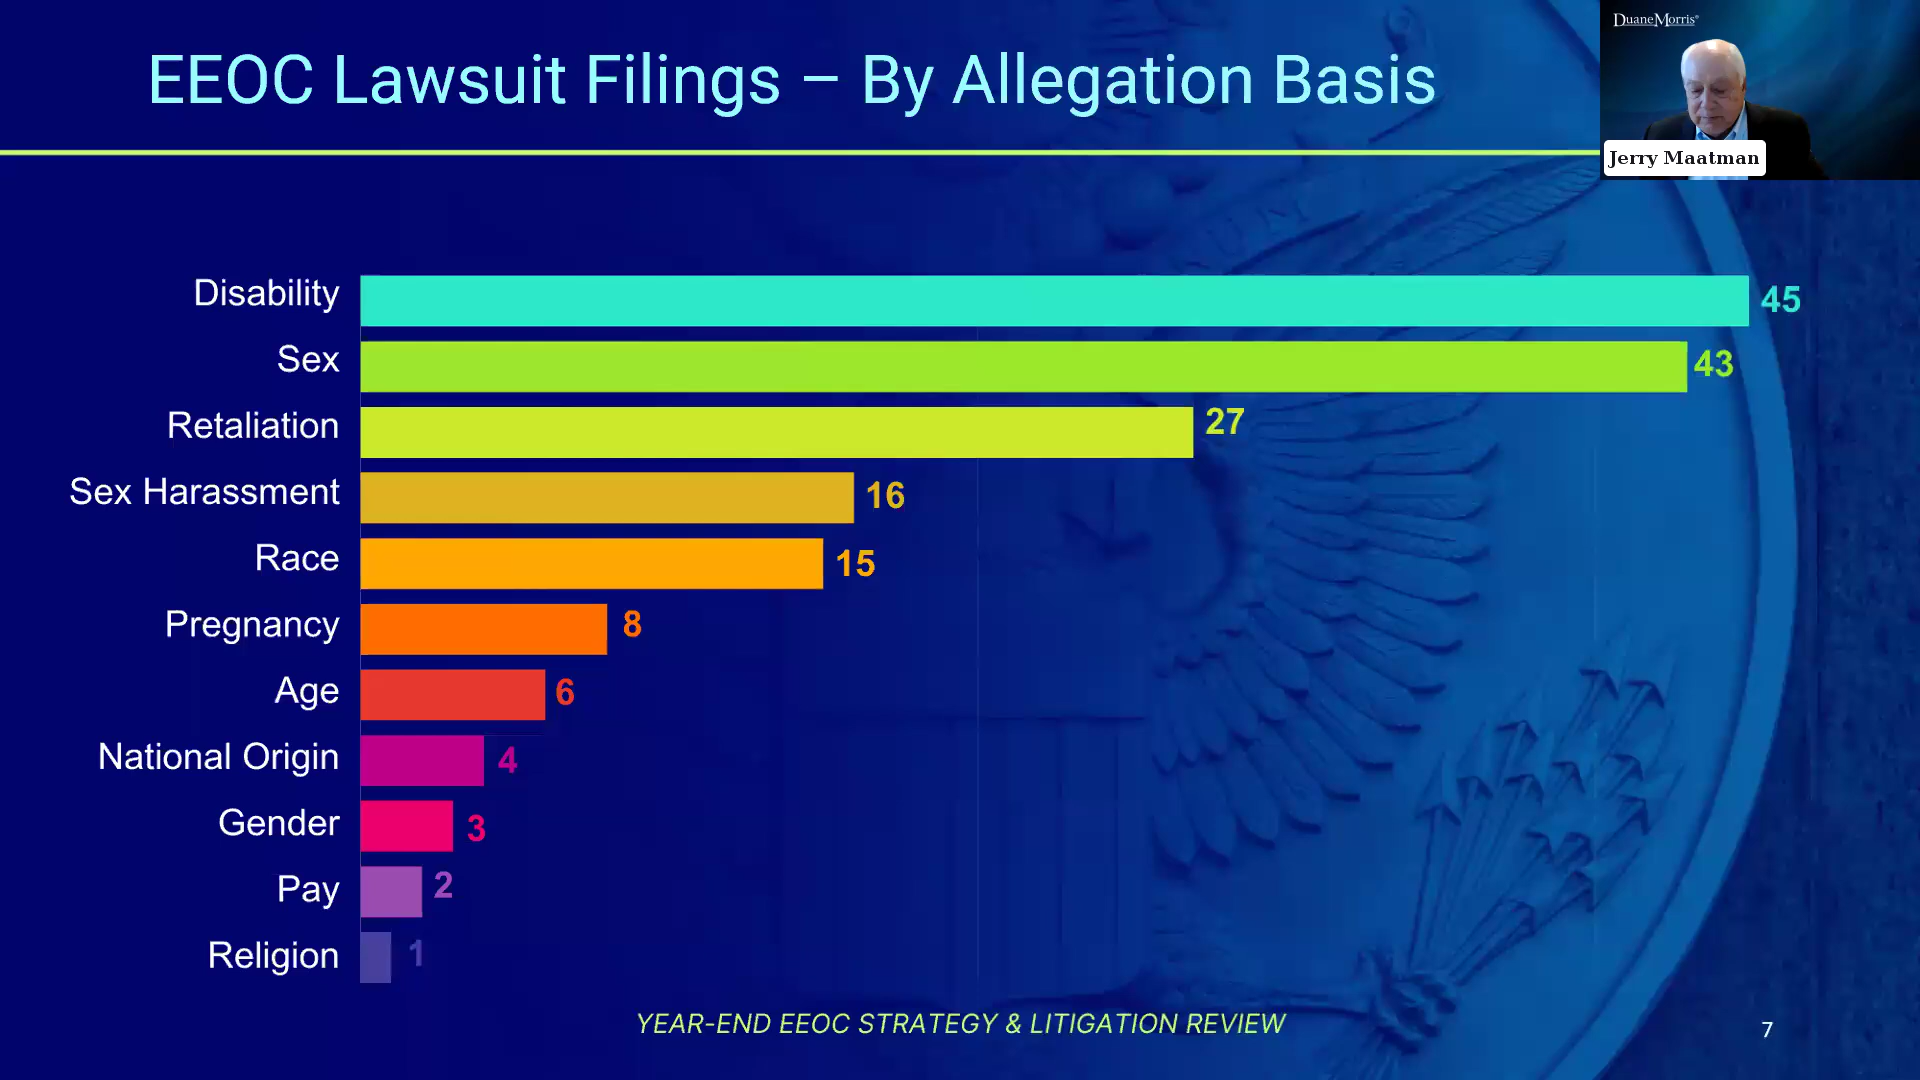 EEOC Lawsuit Filings – By Allegation Basis
DuaneMorris®
Jerry Maatman
Disability 45
Sex 43
Retaliation 27
Sex Harassment 16
Race 15
Pregnancy 8
Age 6
National Origin 4
Gender 3
Pay 2
Religion 1
YEAR-END EEOC STRATEGY & LITIGATION REVIEW
7